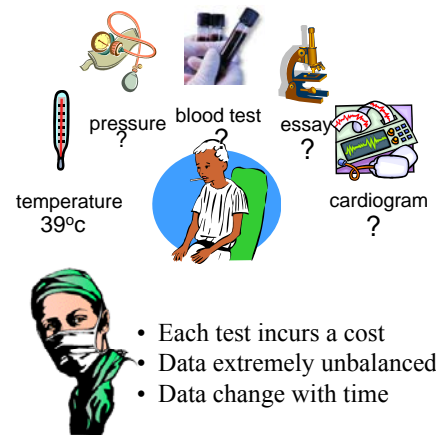 pressure
?
blood test
?
essay
?
temperature
39ºc
cardiogram
?
• Each test incurs a cost
• Data extremely unbalanced
• Data change with time